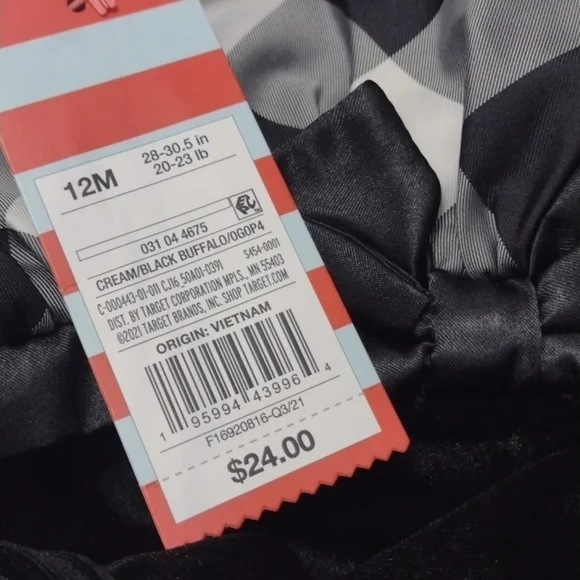 12M
28-30.5 in
20-23 lb
031 04 4675
CREAM/BLACK BUFFALO/0G0P4
C-000443-01-011 CJ16 50A01-0391 S454-0001
DIST. BY TARGET CORPORATION MPLS., MN 55403
©2021 TARGET BRANDS, INC. SHOP TARGET.COM
ORIGIN: VIETNAM
1 95994 43996 4
F16920816-Q3/21
$24.00